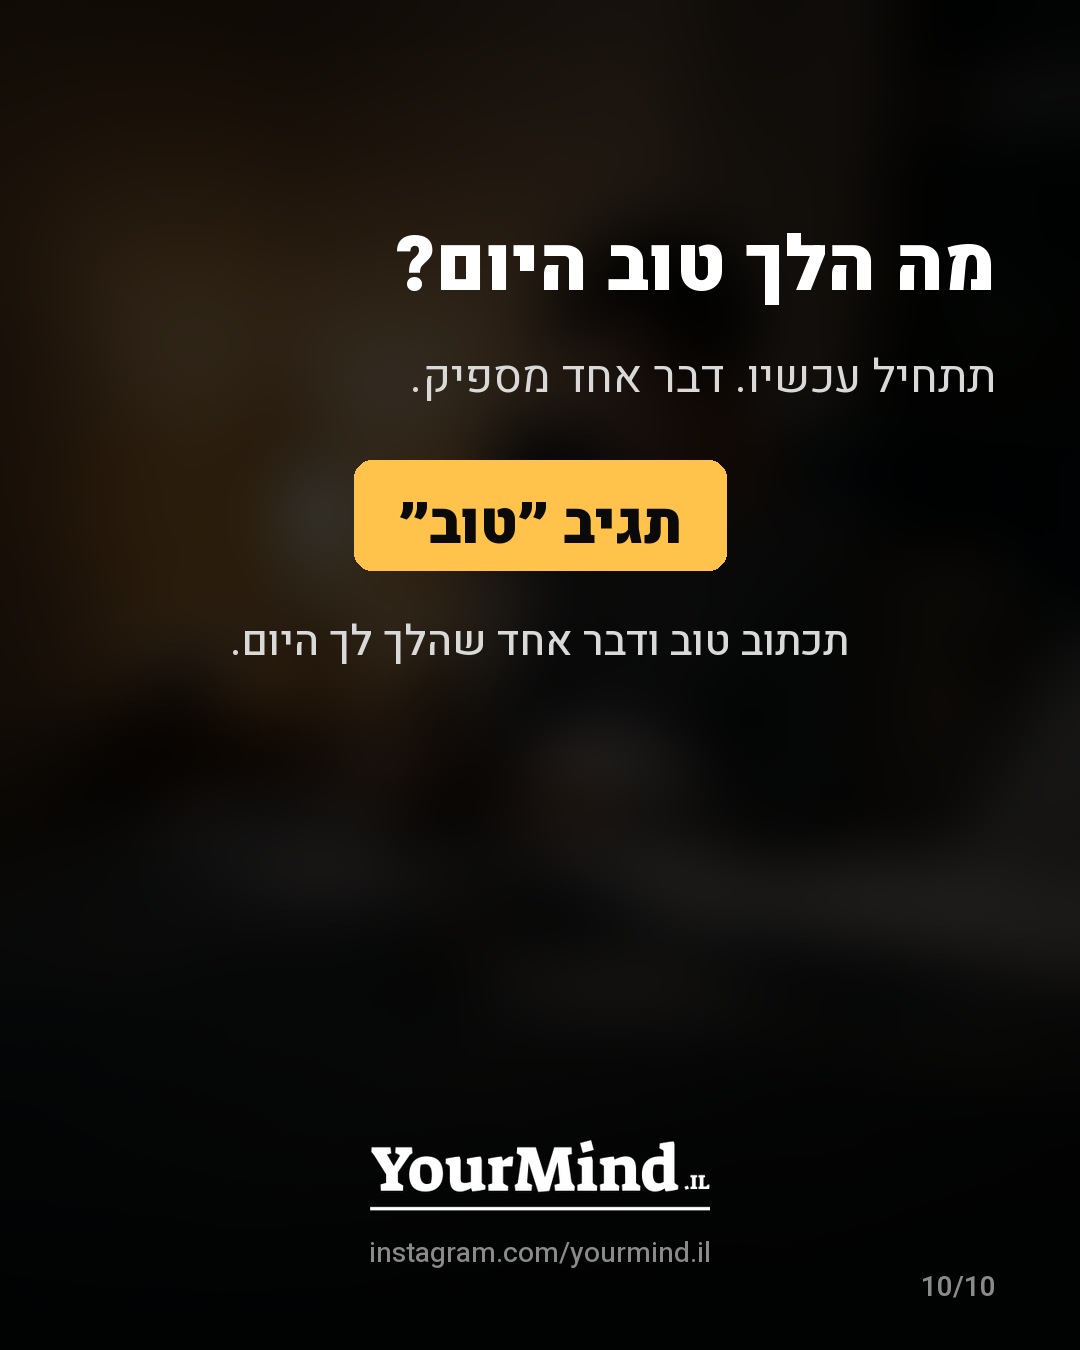 מה הלך טוב היום?
תתחיל עכשיו. דבר אחד מספיק.
תגיב ”טוב”
תכתוב טוב ודבר אחד שהלך לך היום.
YourMind.IL
instagram.com/yourmind.il
10/10